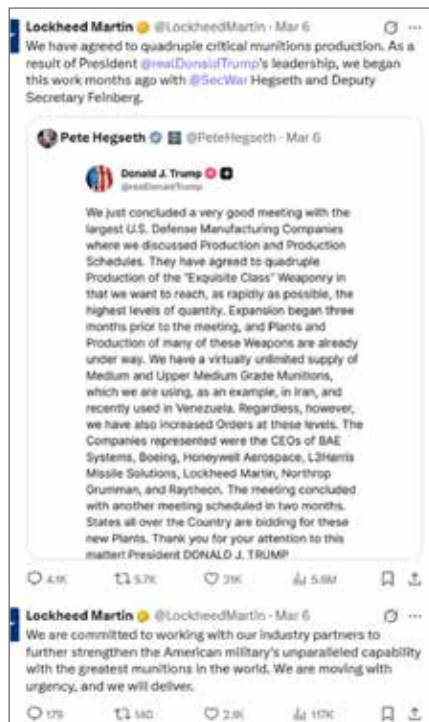 Lockheed Martin @LockheedMartin · Mar 6
We have agreed to quadruple critical munitions production. As a
result of President @realDonaldTrump's leadership, we began
this work months ago with @SecWar Hegseth and Deputy
Secretary Feinberg.
Pete Hegseth @PeteHegseth · Mar 6
Donald J. Trump
@realDonaldTrump
We just concluded a very good meeting with the
largest U.S. Defense Manufacturing Companies
where we discussed Production and Production
Schedules. They have agreed to quadruple
Production of the "Exquisite Class" Weaponry in
that we want to reach, as rapidly as possible, the
highest levels of quantity. Expansion began three
months prior to the meeting, and Plants and
Production of many of these Weapons are already
under way. We have a virtually unlimited supply of
Medium and Upper Medium Grade Munitions,
which we are using, as an example, in Iran, and
recently used in Venezuela. Regardless, however,
we have also increased Orders at these levels. The
Companies represented were the CEOs of BAE
Systems, Boeing, Honeywell Aerospace, L3Harris
Missile Solutions, Lockheed Martin, Northrop
Grumman, and Raytheon. The meeting concluded
with another meeting scheduled in two months.
States all over the Country are bidding for these
new Plants. Thank you for your attention to this
matter! President DONALD J. TRUMP
4.1K 5.7K 31K 5.6M
Lockheed Martin @LockheedMartin · Mar 6
We are committed to working with our industry partners to
further strengthen the American military's unparalleled capability
with the greatest munitions in the world. We are moving with
urgency, and we will deliver.
179 2.9K 117K